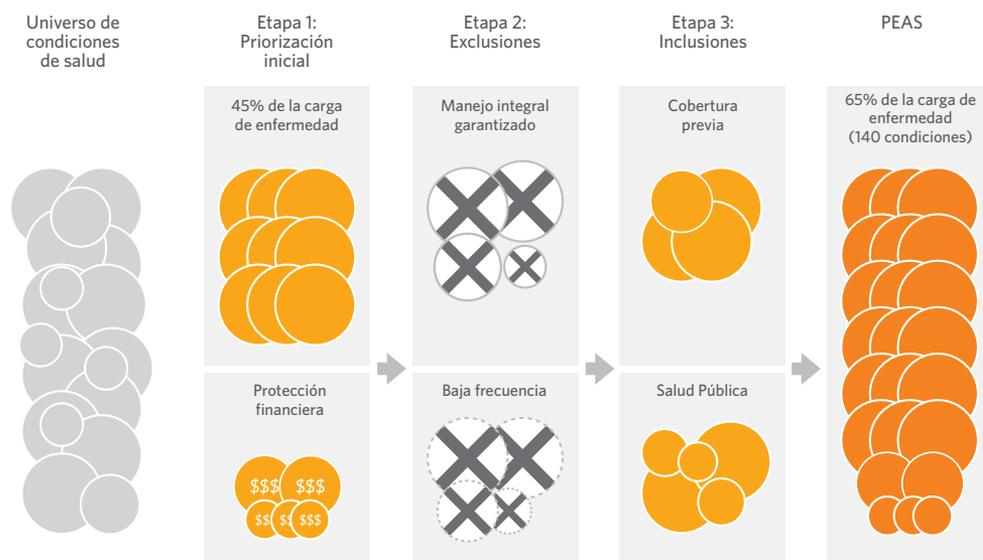 Universo de
condiciones
de salud
Etapa 1:
Priorización
inicial
Etapa 2:
Exclusiones
Etapa 3:
Inclusiones
PEAS
45% de la carga
de enfermedad
Manejo integral
garantizado
Cobertura
previa
65% de la carga de
enfermedad
(140 condiciones)
Protección
financiera
$$$ $$$
$$ $ $$$
Baja frecuencia
Salud Pública